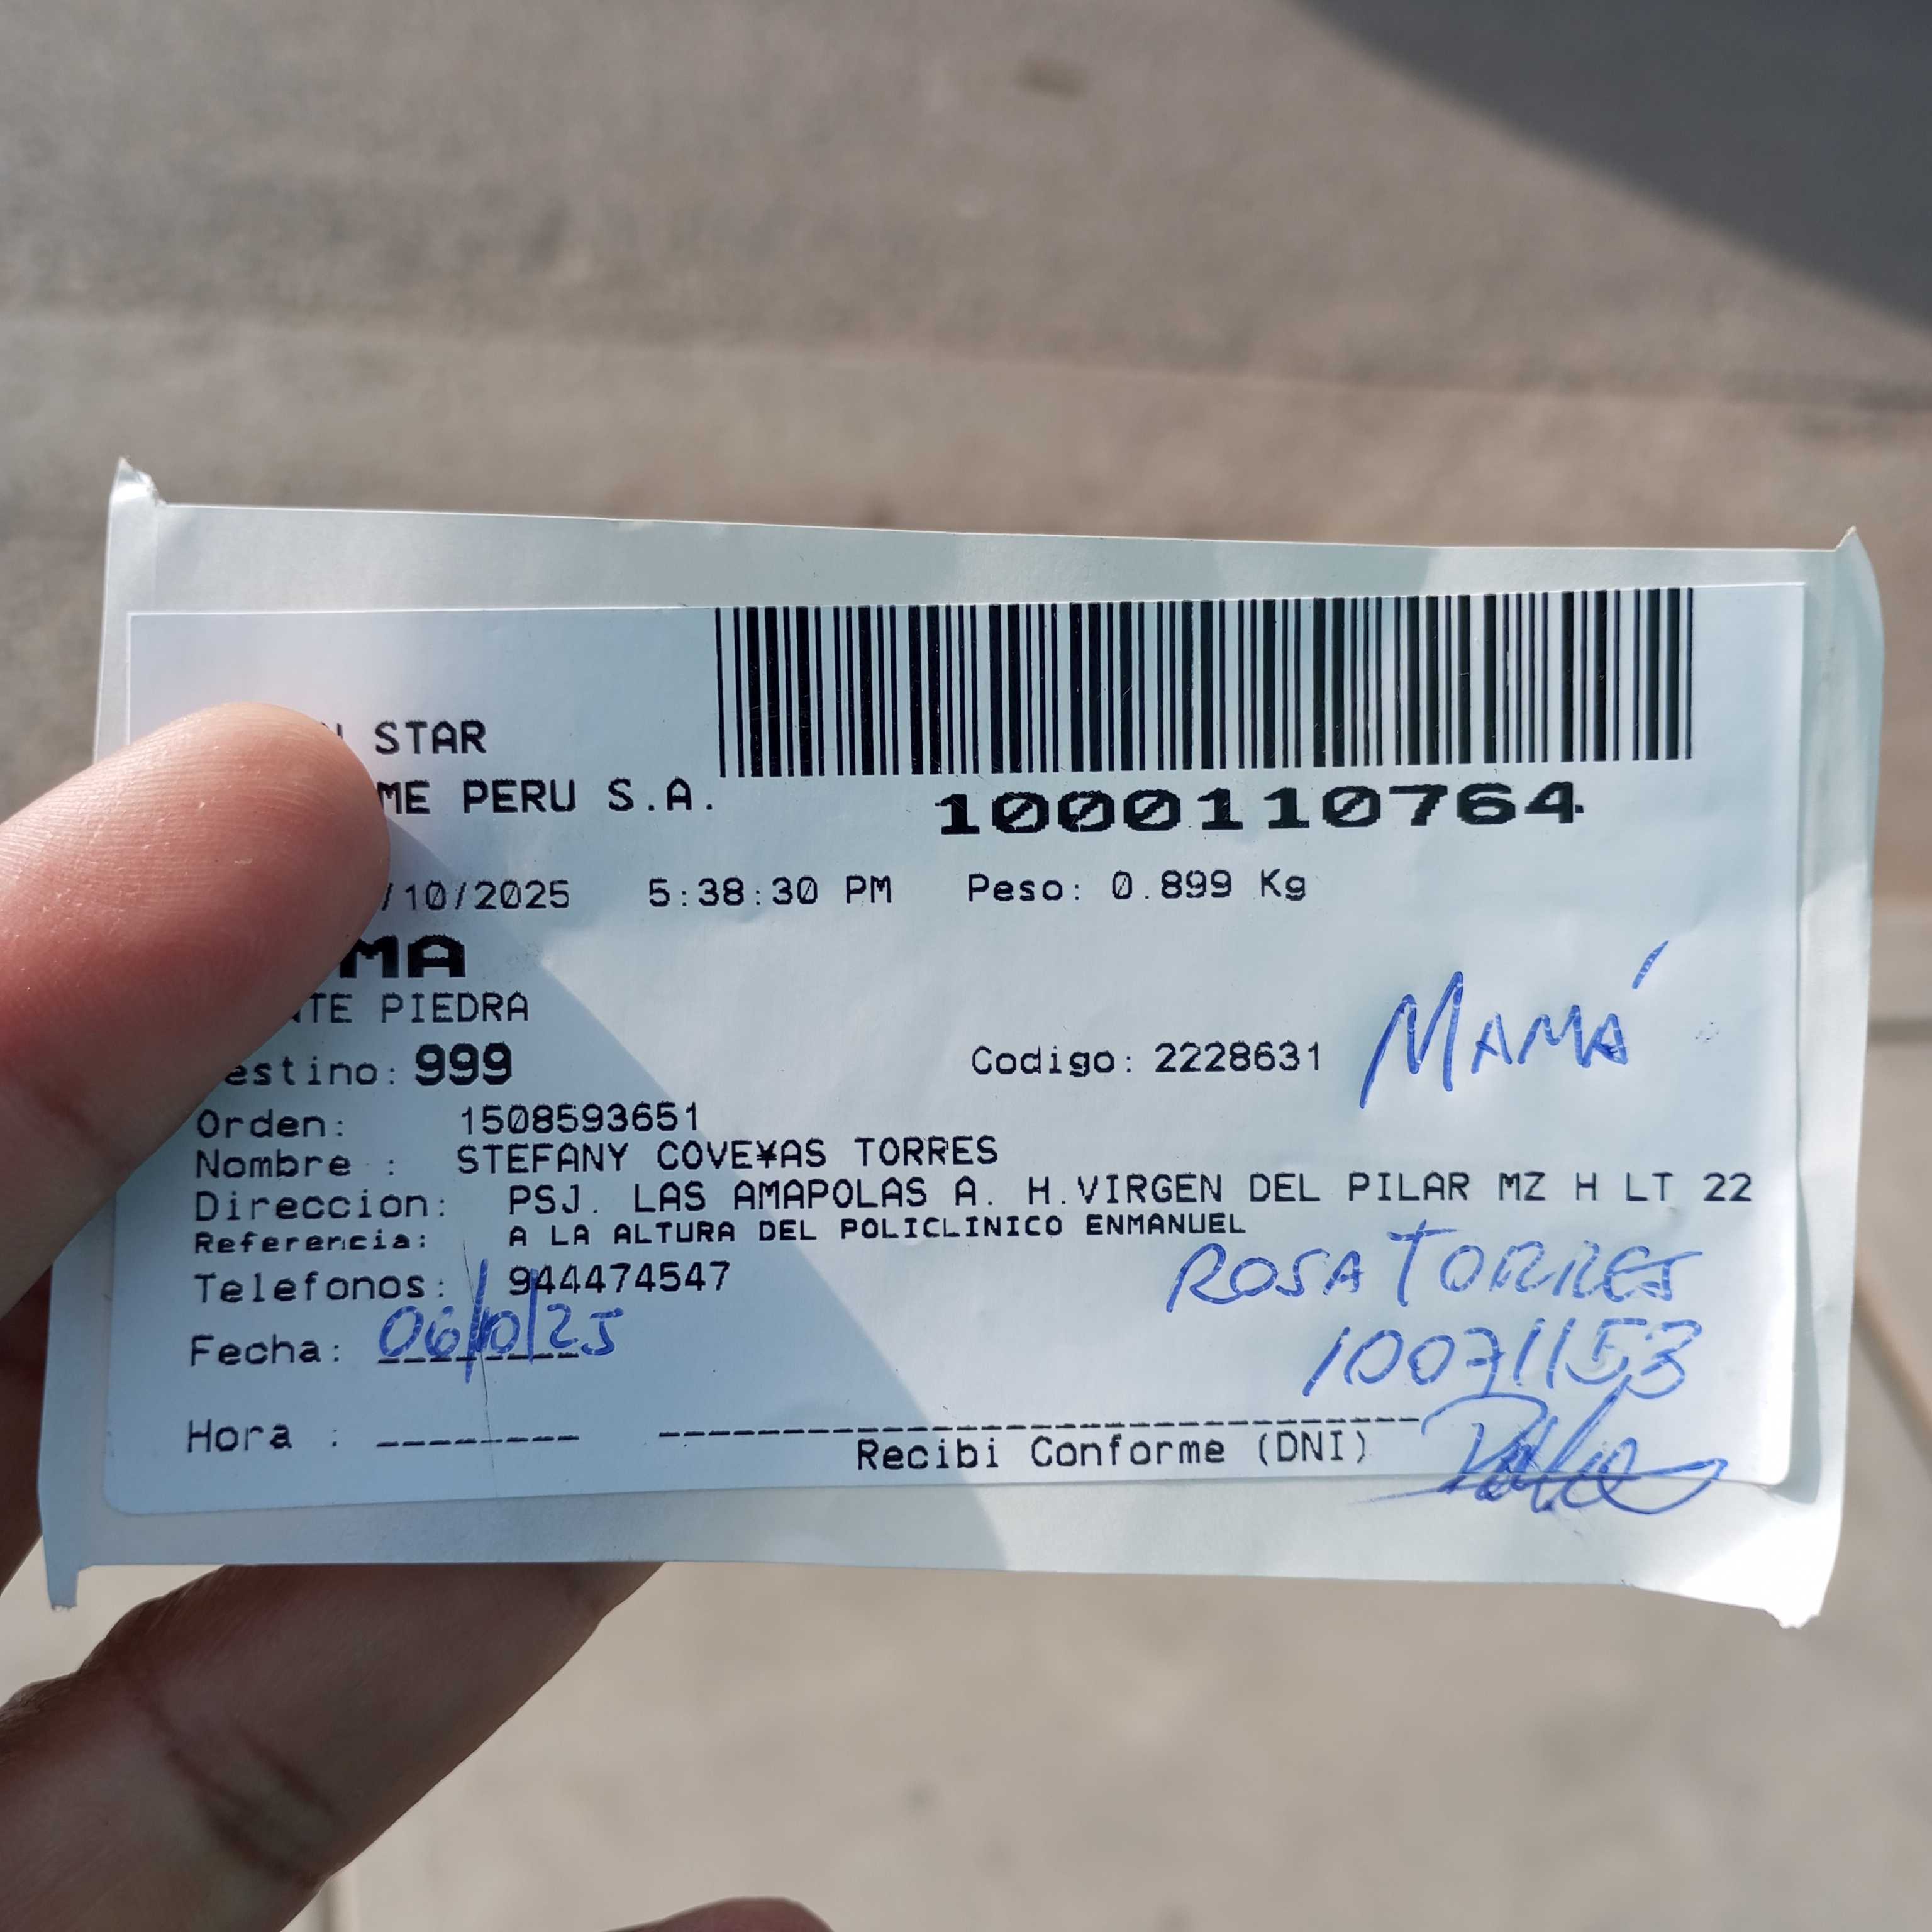 STAR
ME PERU S.A.
1000110764
/10/2025 5:38:30 PM Peso: 0.899 Kg
MA
TE PIEDRA
estino: 999
Codigo: 2228631 MAMÁ
Orden: 1508593651
Nombre : STEFANY COVE¥AS TORRES
Direccion: PSJ. LAS AMAPOLAS A. H.VIRGEN DEL PILAR MZ H LT 22
Referencia: A LA ALTURA DEL POLICLINICO ENMANUEL
ROSA TORRES
Telefonos: 944474547
10071153
Fecha: 06/10/25
Hora :
Recibi Conforme (DNI)